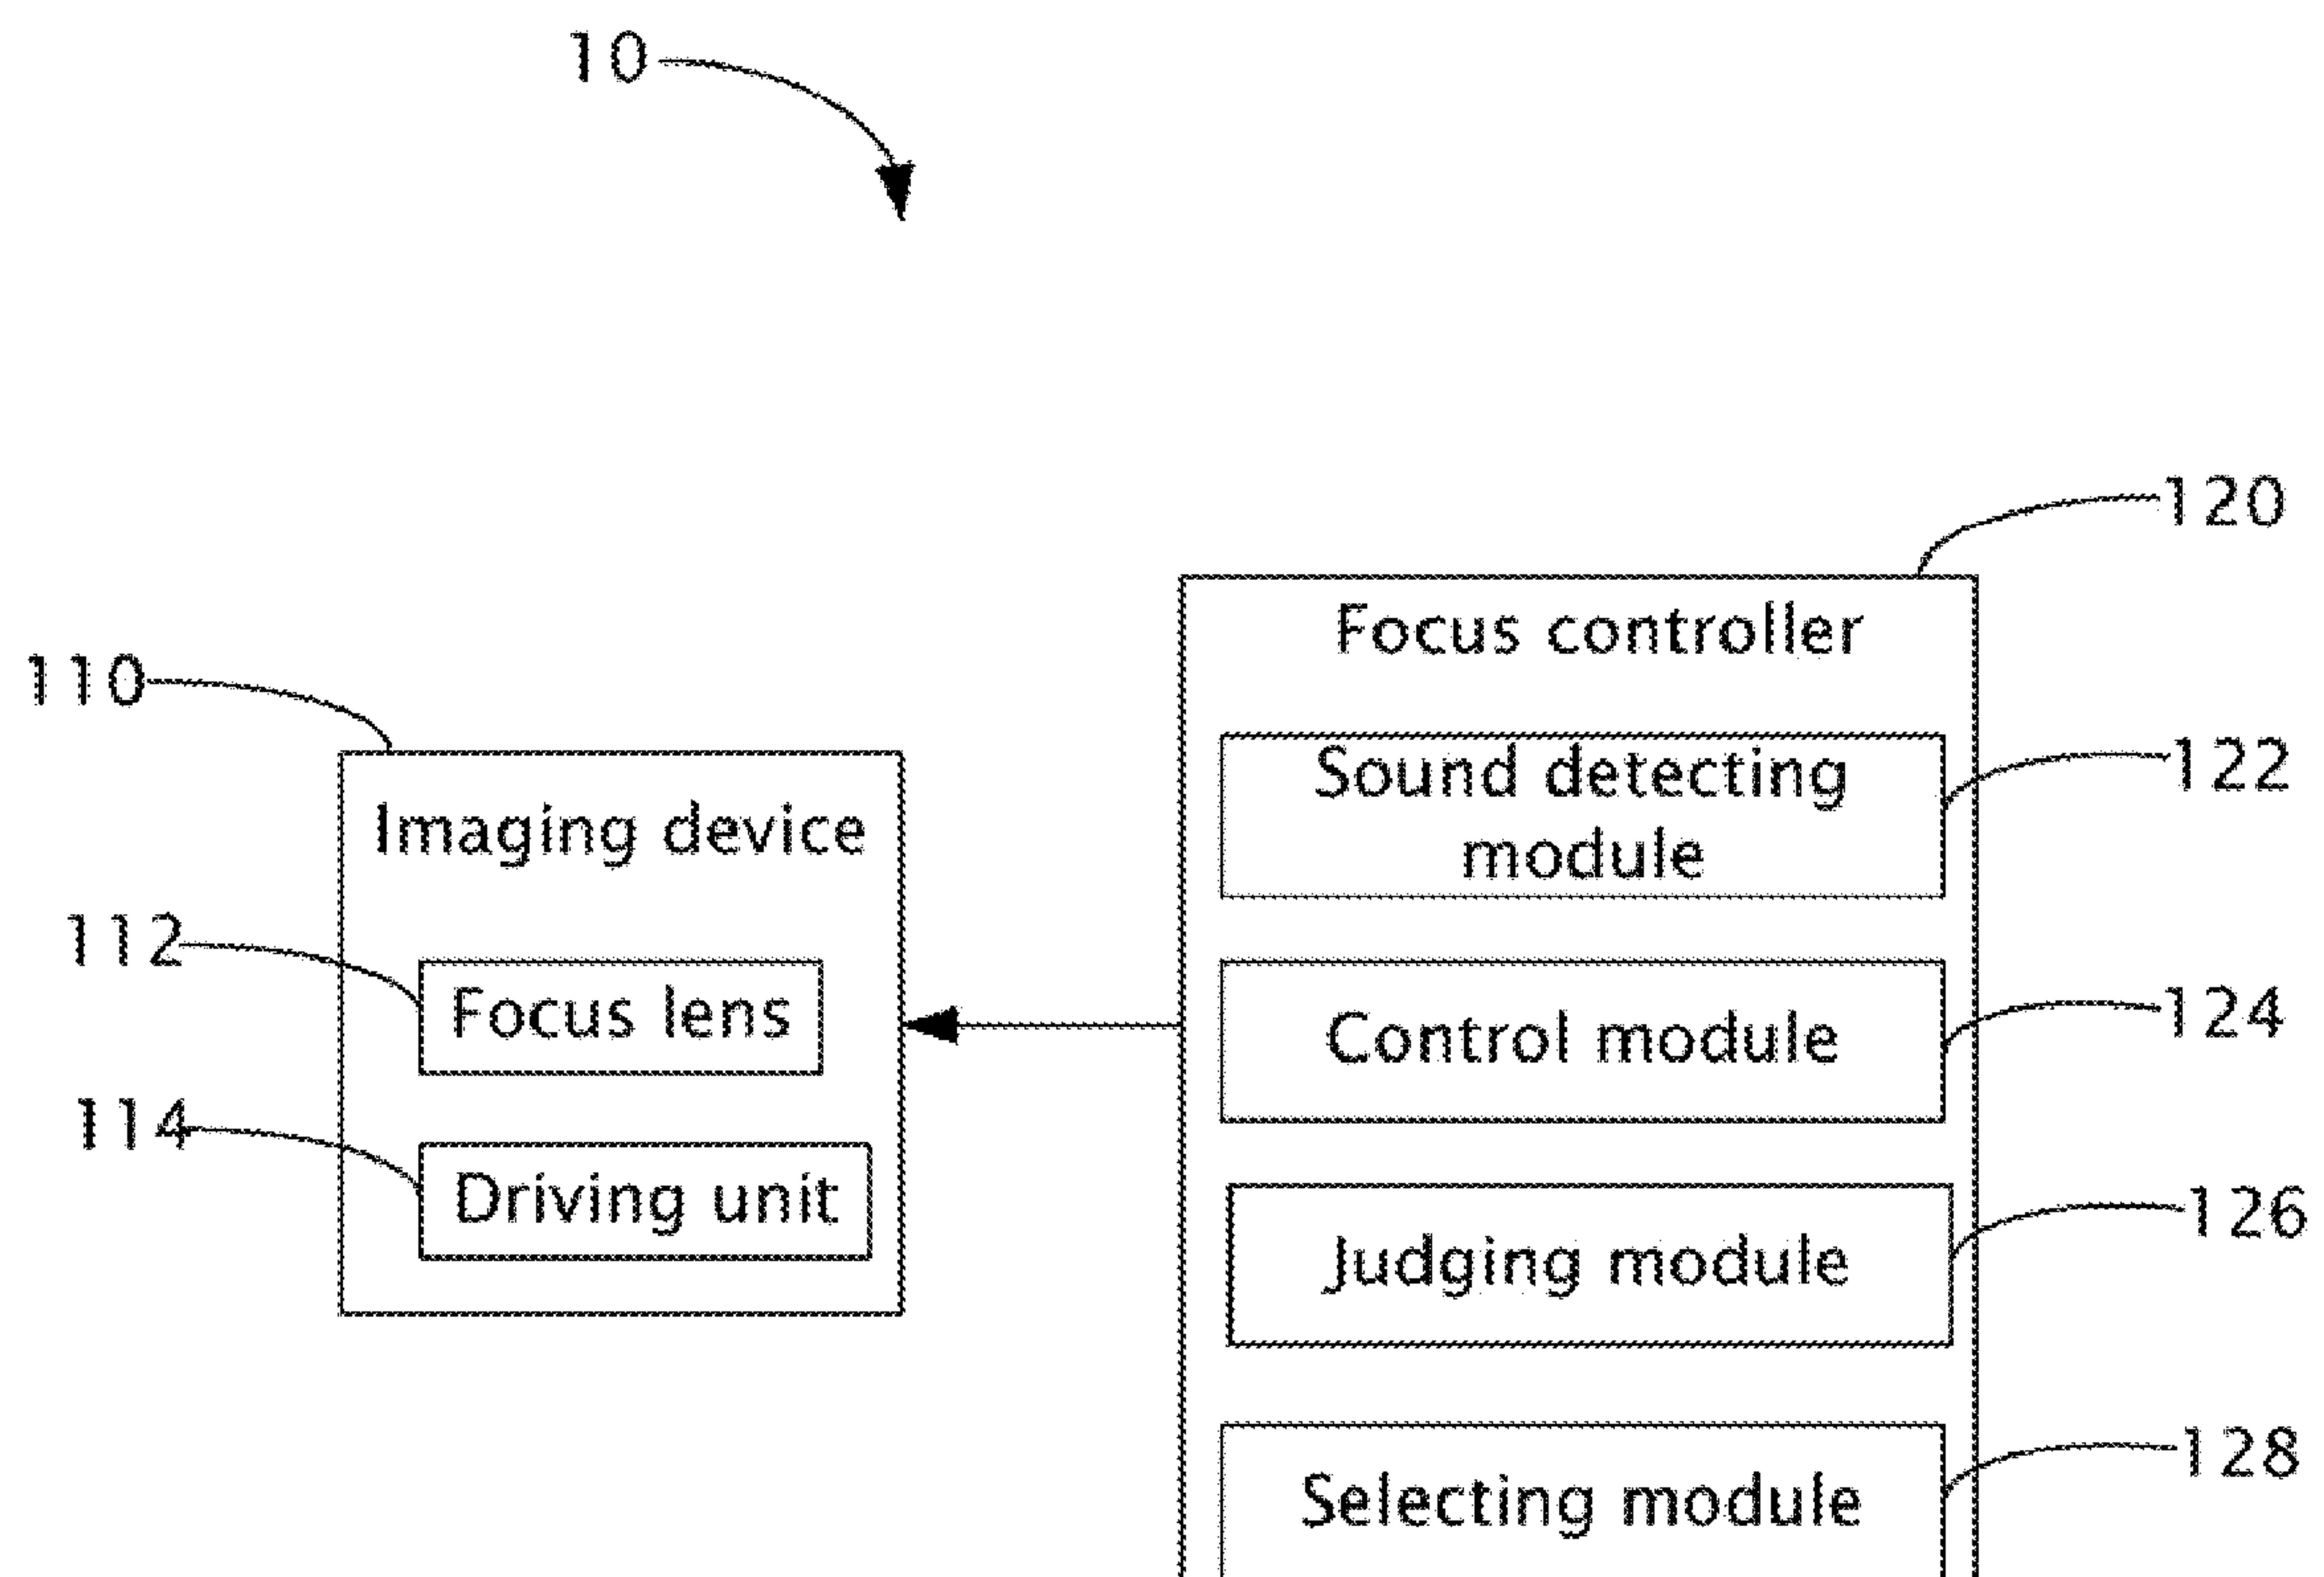 10
120
Focus controller
110
Sound detecting
module
122
Imaging device
112
Focus lens
Control module
124
114
Driving unit
Judging module
126
Selecting module
128